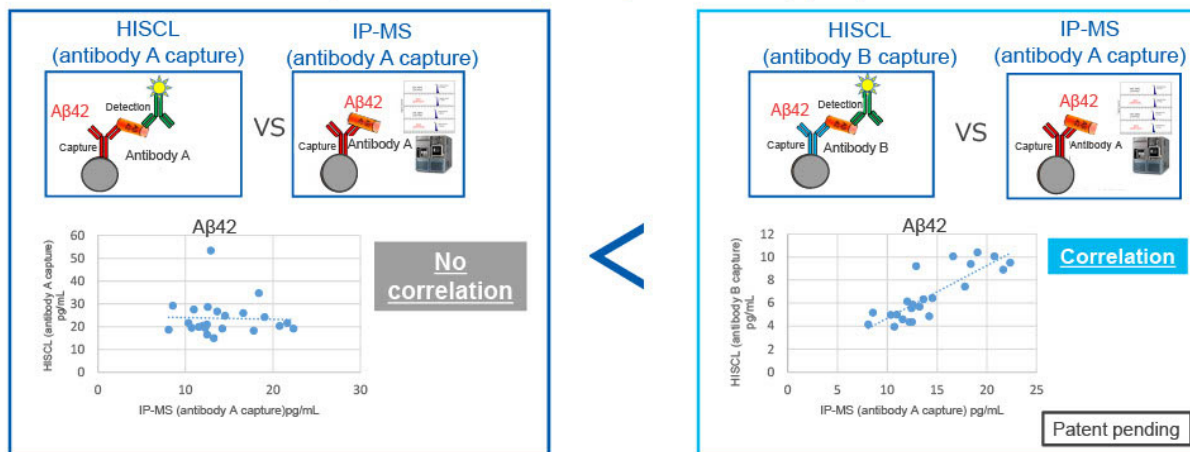 HISCL
(antibody A capture)
IP-MS
(antibody A capture)
Aβ42
Detection
Capture
Antibody A
VS
Aβ42
Capture
Antibody A
Aβ42
HISCL (antibody A capture)
pg/mL
60
50
40
30
20
10
0
0
10
20
30
IP-MS (antibody A capture)pg/mL
No
correlation
<
HISCL
(antibody B capture)
IP-MS
(antibody A capture)
Aβ42
Detection
Capture
Antibody B
VS
Aβ42
Capture
Antibody A
Aβ42
HISCL (antibody B capture)
pg/mL
12
10
8
6
4
2
0
0
5
10
15
20
25
IP-MS (antibody A capture) pg/mL
Correlation
Patent pending